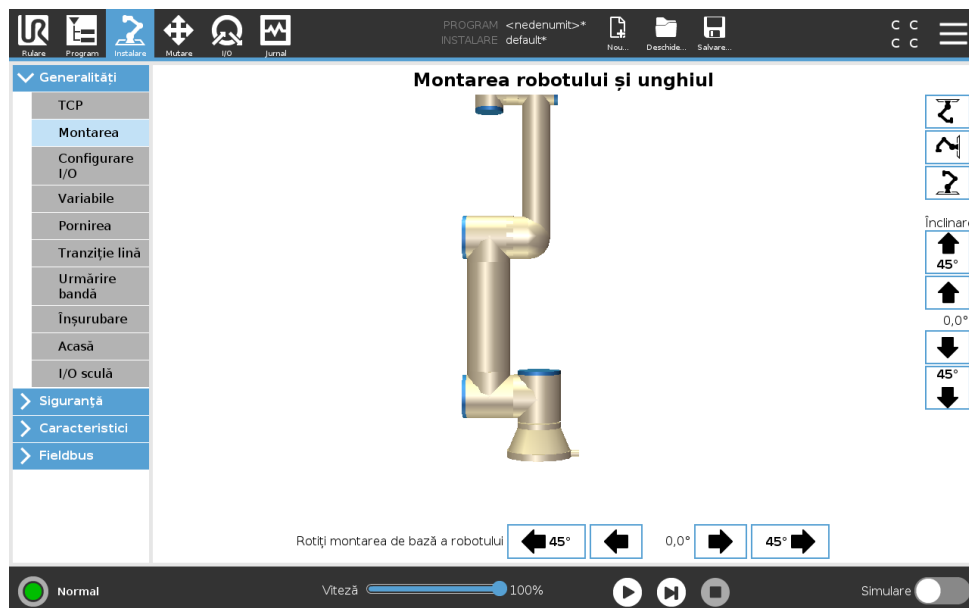 Rulare
Program
Instalare
Mutare
I/O
Jurnal
PROGRAM <nedenumit>*
INSTALARE default*
Nou...
Deschide...
Salvare...
C C
C C
Generalități
TCP
Montarea
Configurare
I/O
Variabile
Pornirea
Tranziție lină
Urmărire
bandă
Înșurubare
Acasă
I/O sculă
Siguranță
Caracteristici
Fieldbus
Montarea robotului și unghiul
Înclinare
45°
0,0°
45°
Rotiți montarea de bază a robotului
45°
0,0°
45°
Normal
Viteză
100%
Simulare